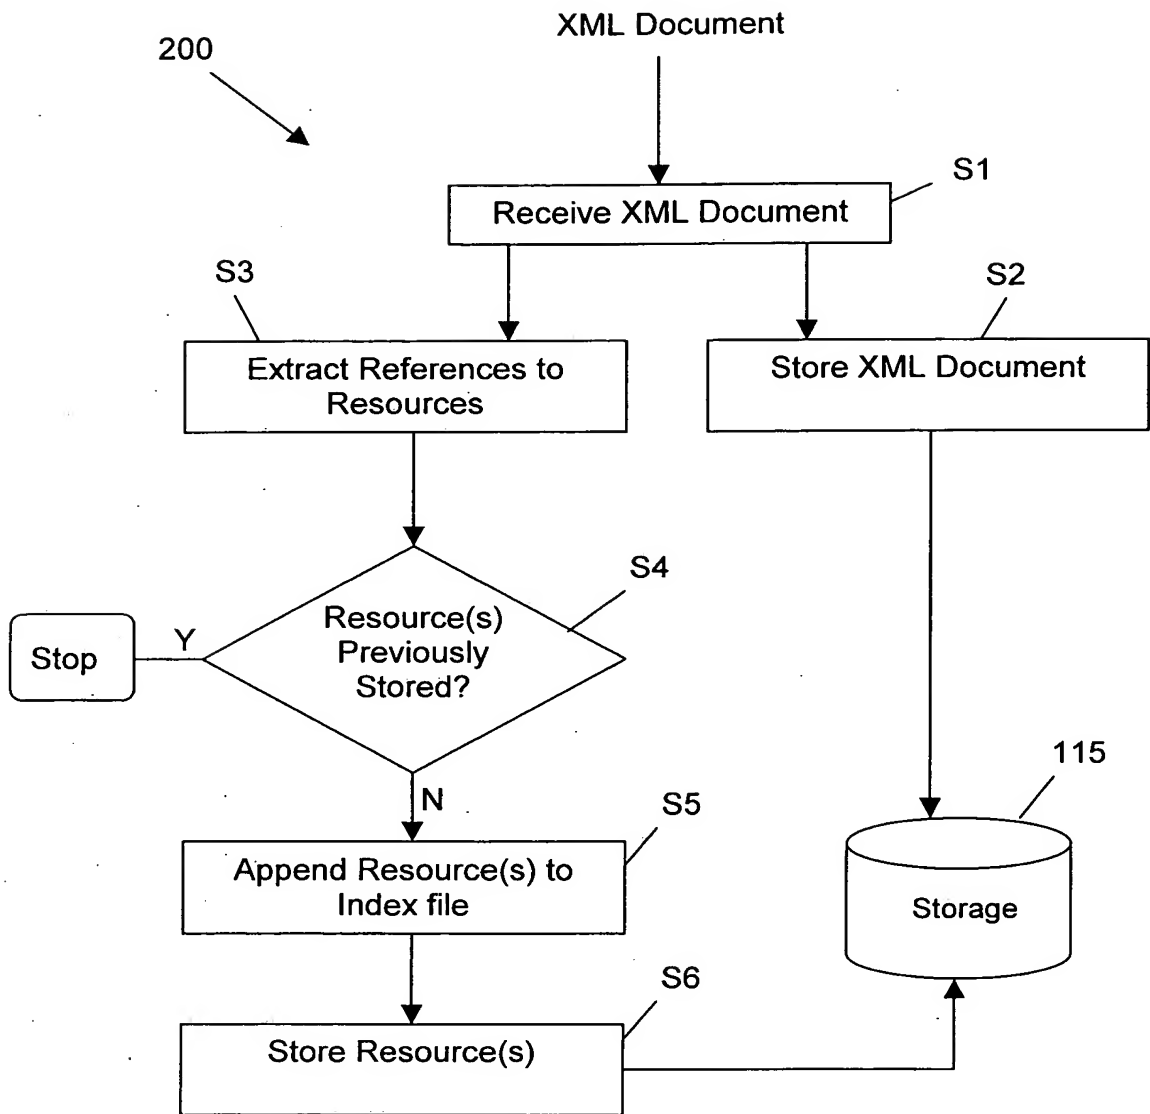 XML Document
200
S1
Receive XML Document
S3
S2
Extract References to
Resources
Store XML Document
S4
Resource(s)
Previously
Stored?
Y
Stop
N
115
S5
Append Resource(s) to
Index file
Storage
S6
Store Resource(s)